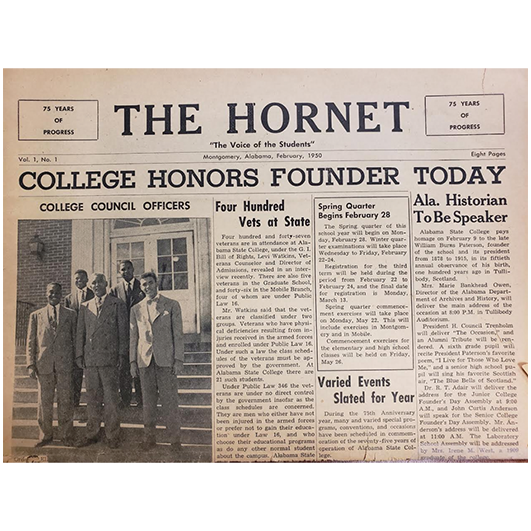 75 YEARS
OF
PROGRESS
THE HORNET
75 YEARS
OF
PROGRESS
"The Voice of the Students"
Vol. 1, No. 1
Montgomery, Alabama, February, 1950
Eight Pages
COLLEGE HONORS FOUNDER TODAY
COLLEGE COUNCIL OFFICERS
Four Hundred
Vets at State
Four hundred and forty-seven
veterans are in attendance at Ala-
bama State College, under the G. I.
Bill of Rights, Levi Watkins, Vet-
eran Counselor and Director of
Admissions, revealed in an inter-
view recently. There are also five
veterans in the Graduate School,
and forty-six in the Mobile Branch,
four of whom are under Public
Law 16.
Mr. Watkins said that the vet-
erans are classified under two
groups. Veterans who have physi-
cal deficiencies resulting from in-
juries received in the armed forces
and enrolled under Public Law 16.
Under such a law the class sched-
ules of the veterans must be ap-
proved by the government. At
Alabama State College there are
21 such students.
Under Public Law 346 the vet-
erans are under no direct control
by the government insofar as the
class schedules are concerned.
They are men who either have not
been injured in the armed forces
or prefer not to gain their educa-
tion under Law 16, and who
choose their educational programs
as do any other normal student
about the campus. Alabama State
Spring Quarter
Begins February 28
The Spring quarter of this
school year will begin on Mon-
day, February 28. Winter quar-
ter examinations will take place
Wednesday to Friday, February
22-24.
Registration for the third
term will be held during the
period from February 22 to
February 24, and the final date
for registration is Monday,
March 13.
Spring quarter commence-
ment exercises will take place
on Monday, May 22. This will
include exercises in Montgom-
ery and in Mobile.
Commencement exercises for
the elementary and high school
classes will be held on Friday,
May 26.
Varied Events
Slated for Year
During the 75th Anniversary
year, many and varied special pro-
grams, conventions, and occasions
have been scheduled in commem-
oration of the seventy-five years of
operation of Alabama State Col-
lege.
Ala. Historian
To Be Speaker
Alabama State College pays
homage on February 9 to the late
William Burns Paterson, founder
of the school and its president
from 1878 to 1915, in its fiftieth
annual observance of his birth,
one hundred years ago in Tulli-
body, Scotland.
Mrs. Marie Bankhead Owen,
Director of the Alabama Depart-
ment of Archives and History, will
deliver the main address of the
occasion at 8:00 P.M. in Tullibody
Auditorium.
President H. Council Trenholm
will deliver "The Occasion," and
an Alumni Tribute will be ren-
dered. A sixth grade pupil will
recite President Paterson's favorite
poem, "I Live for Those Who Love
Me," and a senior high school pu-
pil will sing his favorite Scottish
air, "The Blue Bells of Scotland."
Dr. R. T. Adair will deliver the
address for the Junior College
Founder's Day Assembly at 9:00
A.M., and John Curtis Anderson
will speak for the Senior College
Founder's Day Assembly. Mr. An-
derson's address will be delivered
at 11:00 A.M. The Laboratory
School Assembly will be addressed
by Mrs. Irene M. West, a
graduate of the college.